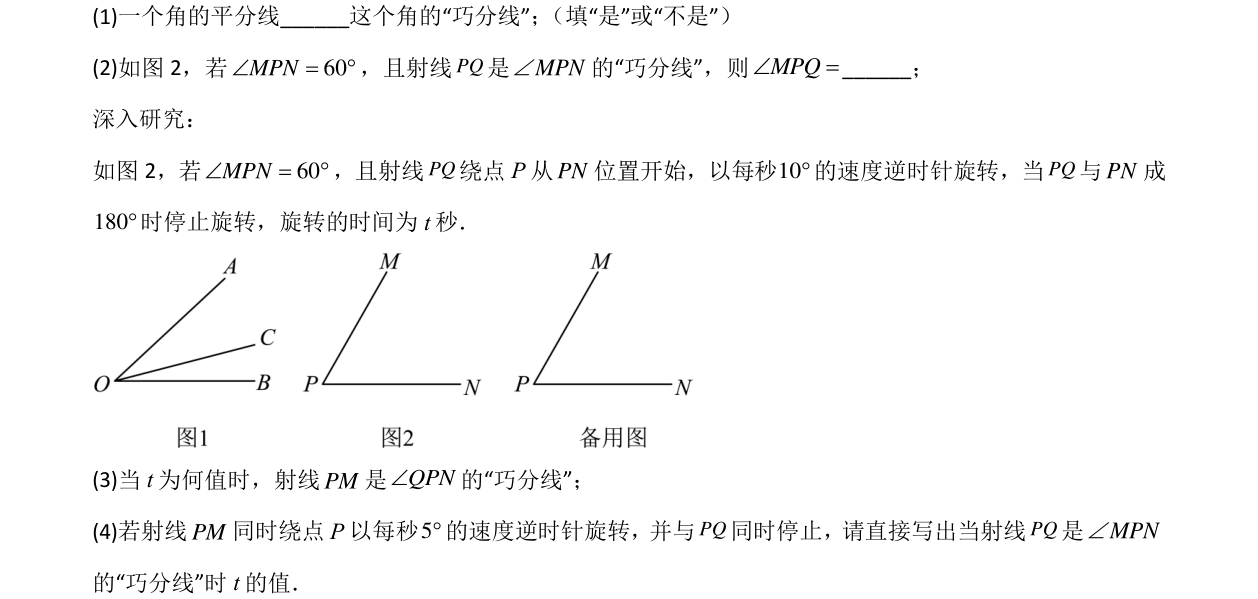 (1)一个角的平分线______这个角的“巧分线”；（填“是”或“不是”）
(2)如图 2，若∠MPN = 60°，且射线 PQ 是∠MPN 的“巧分线”，则∠MPQ =______；
深入研究：
如图 2，若∠MPN = 60°，且射线 PQ 绕点 P 从 PN 位置开始，以每秒10°的速度逆时针旋转，当 PQ 与 PN 成
180°时停止旋转，旋转的时间为 t 秒．
A
C
O
B
图1
M
P
N
图2
M
P
N
备用图
(3)当 t 为何值时，射线 PM 是∠QPN 的“巧分线”；
(4)若射线 PM 同时绕点 P 以每秒5°的速度逆时针旋转，并与 PQ 同时停止，请直接写出当射线 PQ 是∠MPN
的“巧分线”时 t 的值．